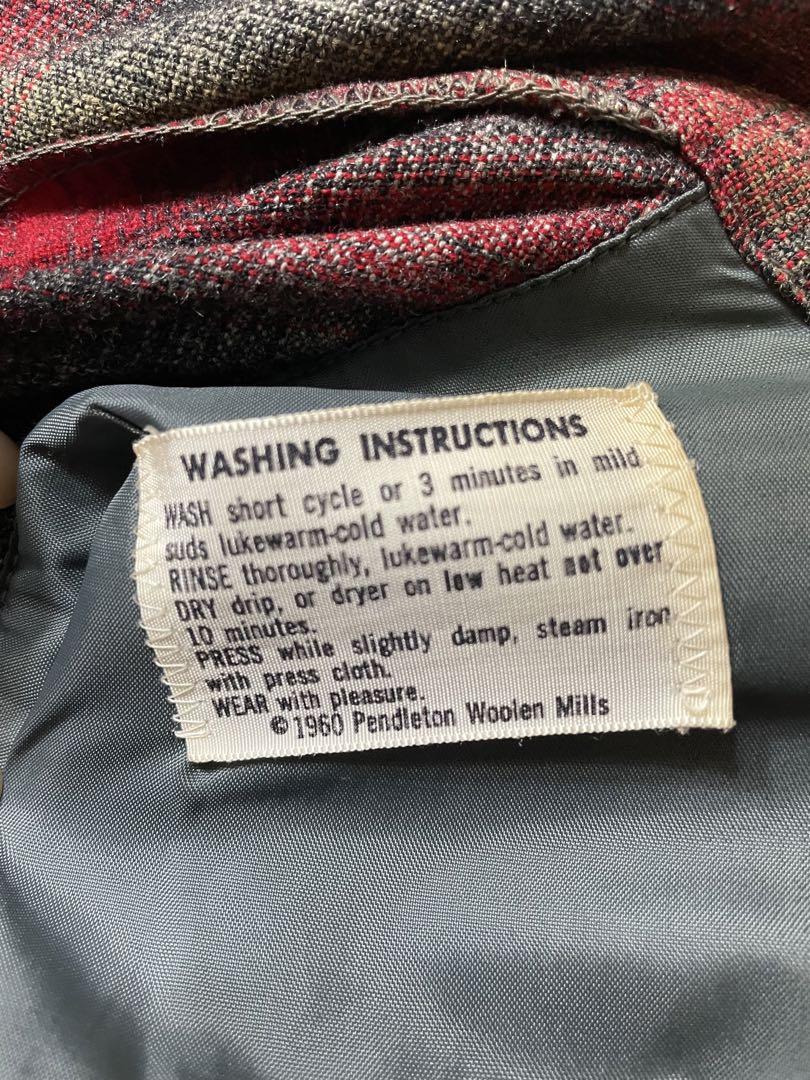 WASHING INSTRUCTIONS
WASH short cycle or 3 minutes in mild
suds lukewarm-cold water.
RINSE thoroughly, lukewarm-cold water.
DRY drip, or dryer on low heat not over
10 minutes.
PRESS while slightly damp, steam iron
with press cloth.
WEAR with pleasure.
© 1960 Pendleton Woolen Mills